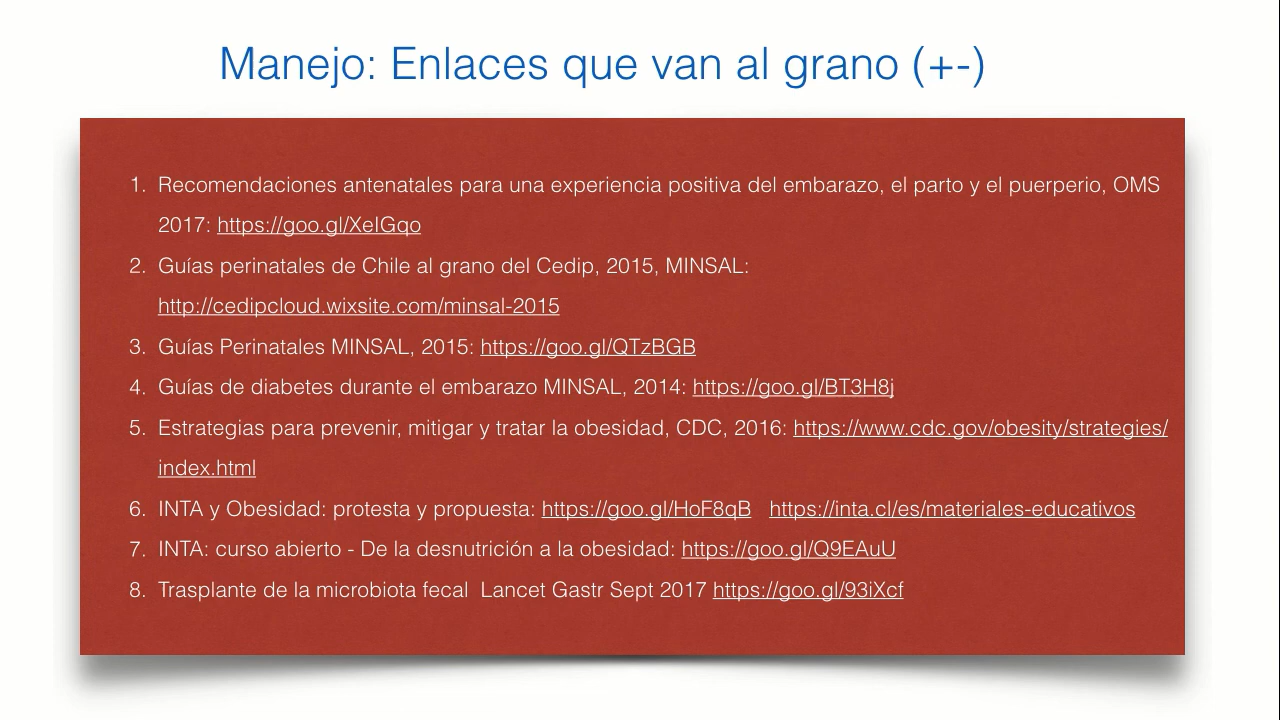 Manejo: Enlaces que van al grano (+-)
1. Recomendaciones antenatales para una experiencia positiva del embarazo, el parto y el puerperio, OMS
2017: https://goo.gl/XeIGqo
2. Guías perinatales de Chile al grano del Cedip, 2015, MINSAL:
http://cedipcloud.wixsite.com/minsal-2015
3. Guías Perinatales MINSAL, 2015: https://goo.gl/QTzBGB
4. Guías de diabetes durante el embarazo MINSAL, 2014: https://goo.gl/BT3H8j
5. Estrategias para prevenir, mitigar y tratar la obesidad, CDC, 2016: https://www.cdc.gov/obesity/strategies/
index.html
6. INTA y Obesidad: protesta y propuesta: https://goo.gl/HoF8qB https://inta.cl/es/materiales-educativos
7. INTA: curso abierto - De la desnutrición a la obesidad: https://goo.gl/Q9EAuU
8. Trasplante de la microbiota fecal Lancet Gastr Sept 2017 https://goo.gl/93iXcf